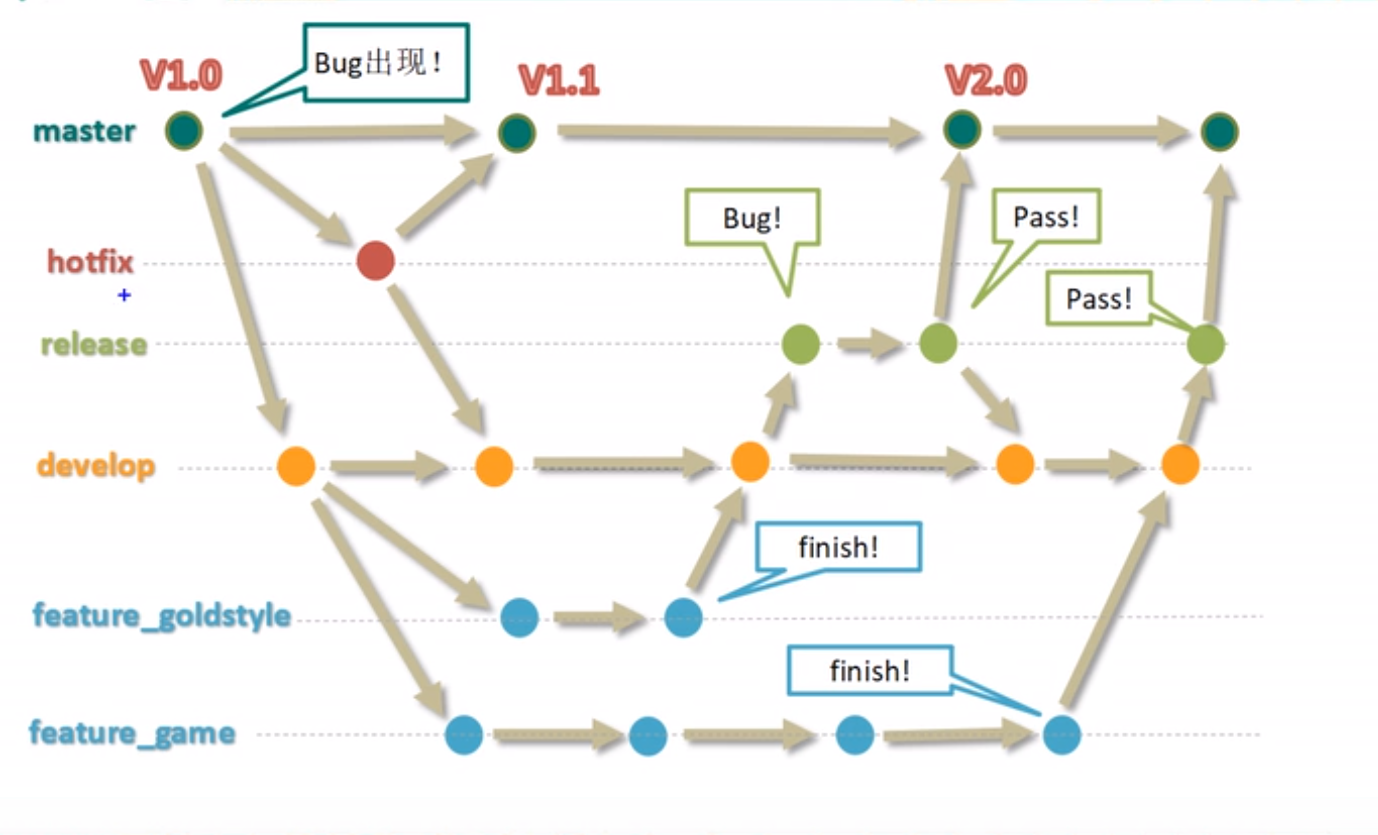 Bug出现！
V1.0
V1.1
V2.0
master
Bug!
Pass!
hotfix
Pass!
+
release
develop
finish!
feature_goldstyle
finish!
feature_game